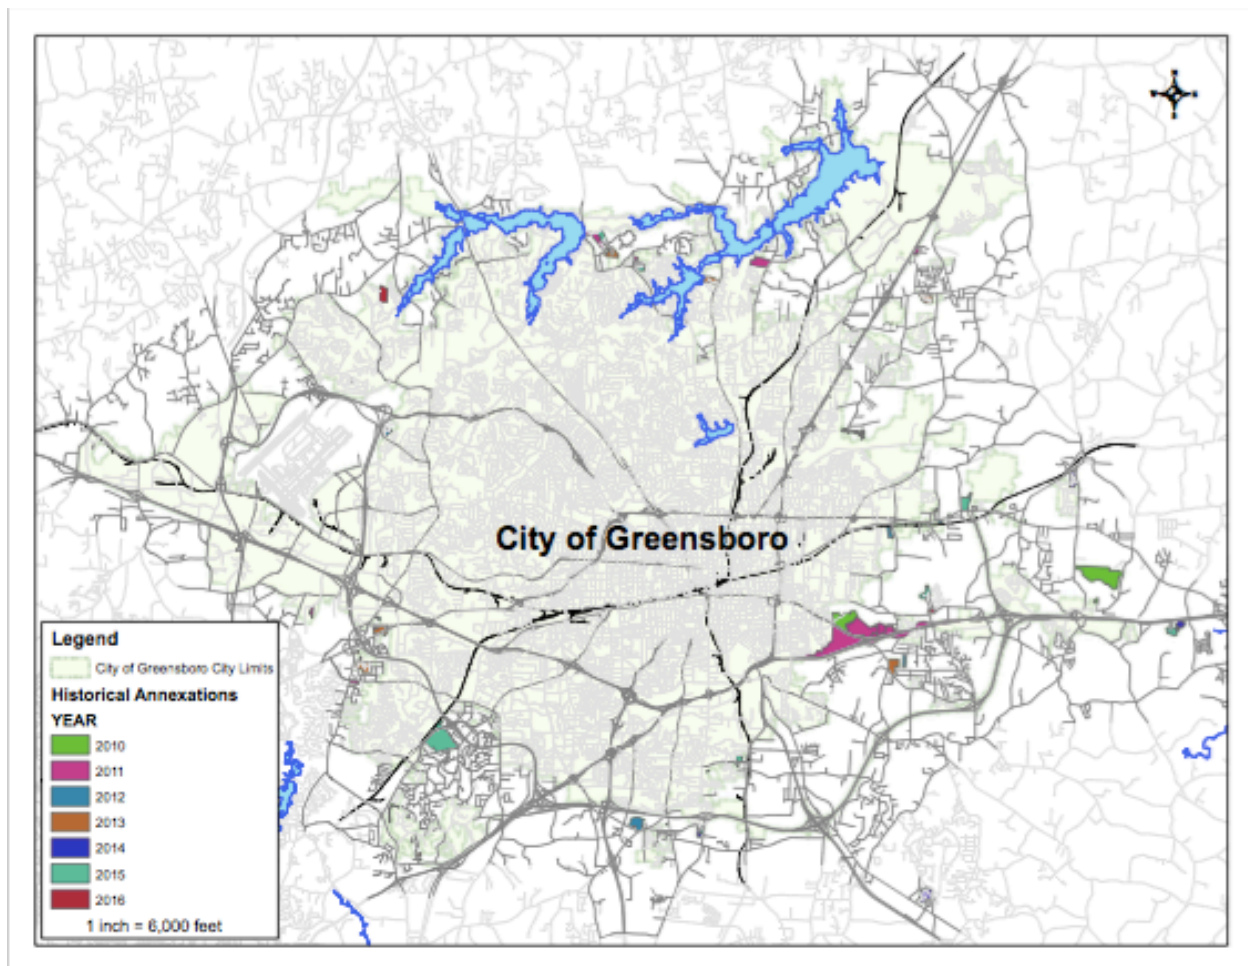 City of Greensboro
Legend
City of Greensboro City Limits
Historical Annexations
YEAR
2010
2011
2012
2013
2014
2015
2016
1 inch = 6,000 feet